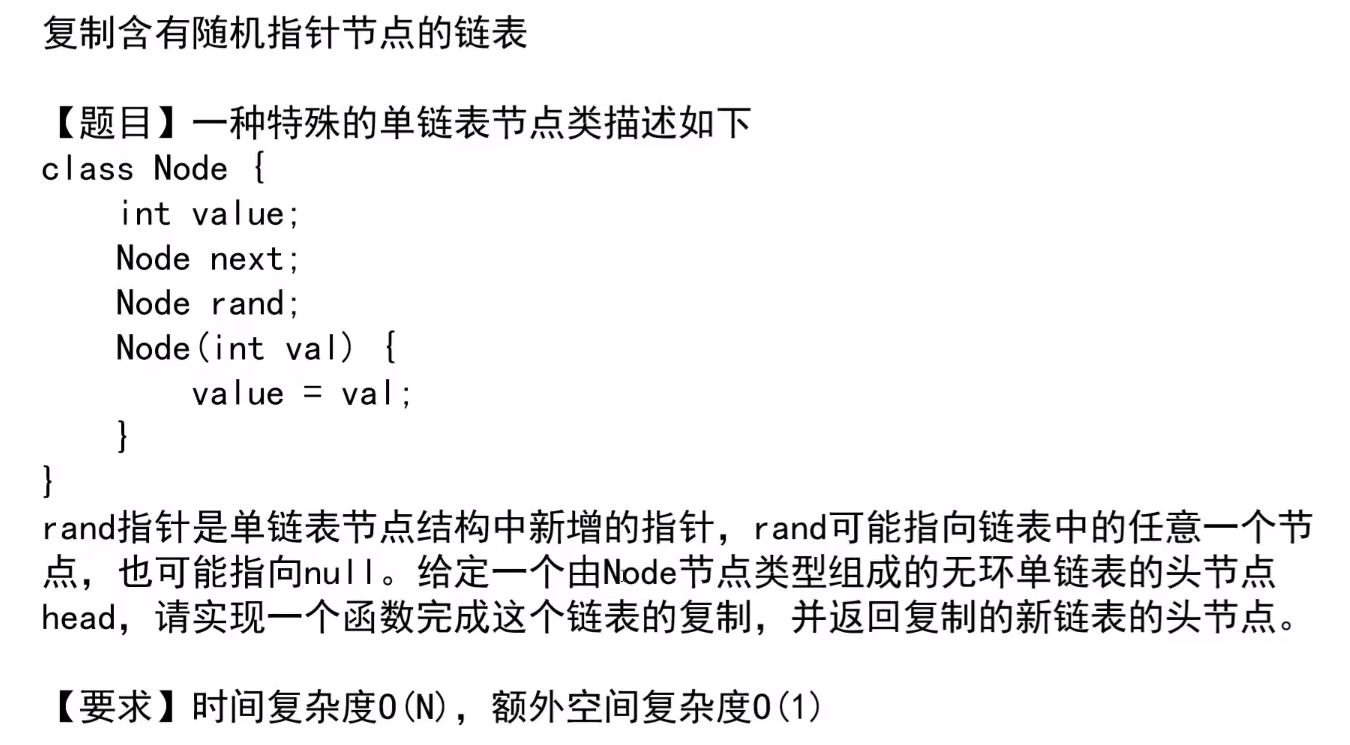 复制含有随机指针节点的链表
【题目】一种特殊的单链表节点类描述如下
class Node {
    int value;
    Node next;
    Node rand;
    Node(int val) {
        value = val;
    }
}
rand指针是单链表节点结构中新增的指针，rand可能指向链表中的任意一个节
点，也可能指向null。给定一个由Node节点类型组成的无环单链表的头节点
head，请实现一个函数完成这个链表的复制，并返回复制的新链表的头节点。
【要求】时间复杂度O(N)，额外空间复杂度O(1)